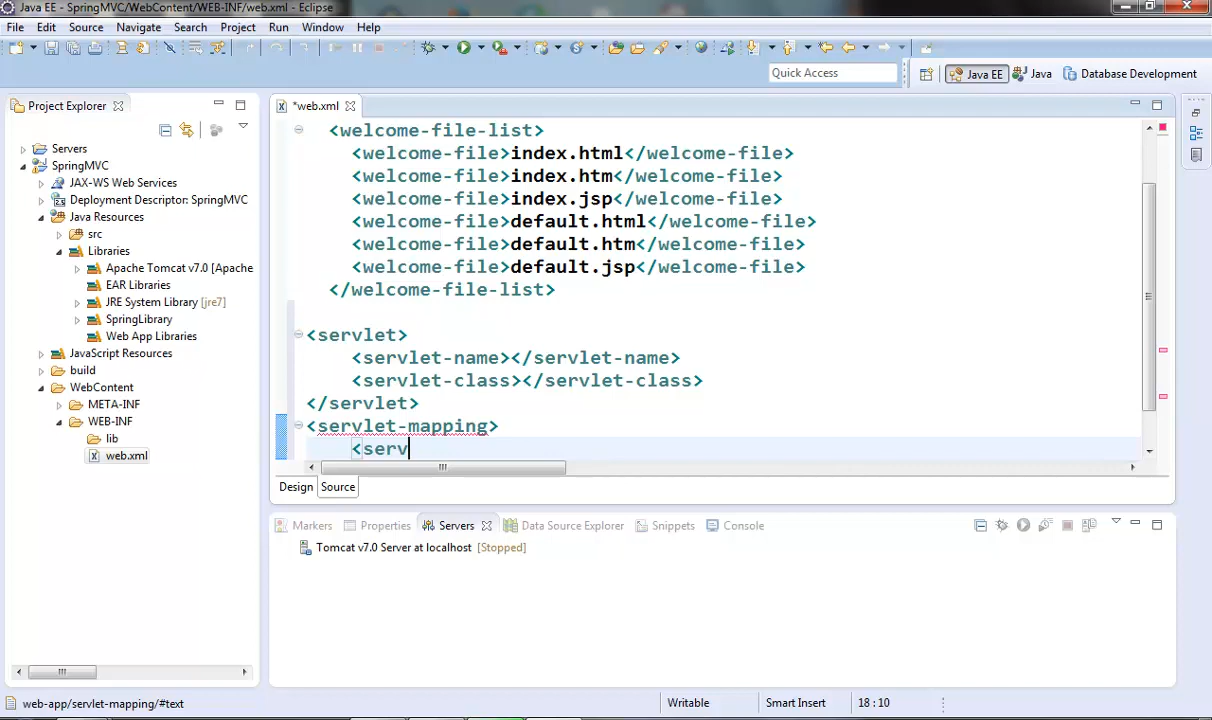 Java EE - SpringMVC/WebContent/WEB-INF/web.xml - Eclipse
File Edit Source Navigate Search Project Run Window Help
Quick Access
Java EE
Java
Database Development
Project Explorer
Servers
SpringMVC
JAX-WS Web Services
Deployment Descriptor: SpringMVC
Java Resources
src
Libraries
Apache Tomcat v7.0 [Apache
EAR Libraries
JRE System Library [jre7]
SpringLibrary
Web App Libraries
JavaScript Resources
build
WebContent
META-INF
WEB-INF
lib
web.xml
*web.xml
<welcome-file-list>
<welcome-file>index.html</welcome-file>
<welcome-file>index.htm</welcome-file>
<welcome-file>index.jsp</welcome-file>
<welcome-file>default.html</welcome-file>
<welcome-file>default.htm</welcome-file>
<welcome-file>default.jsp</welcome-file>
</welcome-file-list>
<servlet>
<servlet-name></servlet-name>
<servlet-class></servlet-class>
</servlet>
<servlet-mapping>
<serv
Design Source
Markers Properties Servers Data Source Explorer Snippets Console
Tomcat v7.0 Server at localhost [Stopped]
web-app/servlet-mapping/#text
Writable
Smart Insert
18 : 10